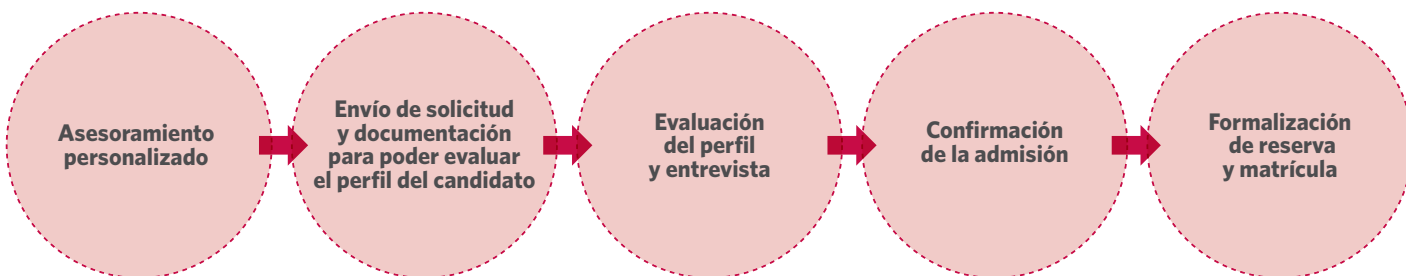 Asesoramiento
personalizado
Envío de solicitud
y documentación
para poder evaluar
el perfil del candidato
Evaluación
del perfil
y entrevista
Confirmación
de la admisión
Formalización
de reserva
y matrícula